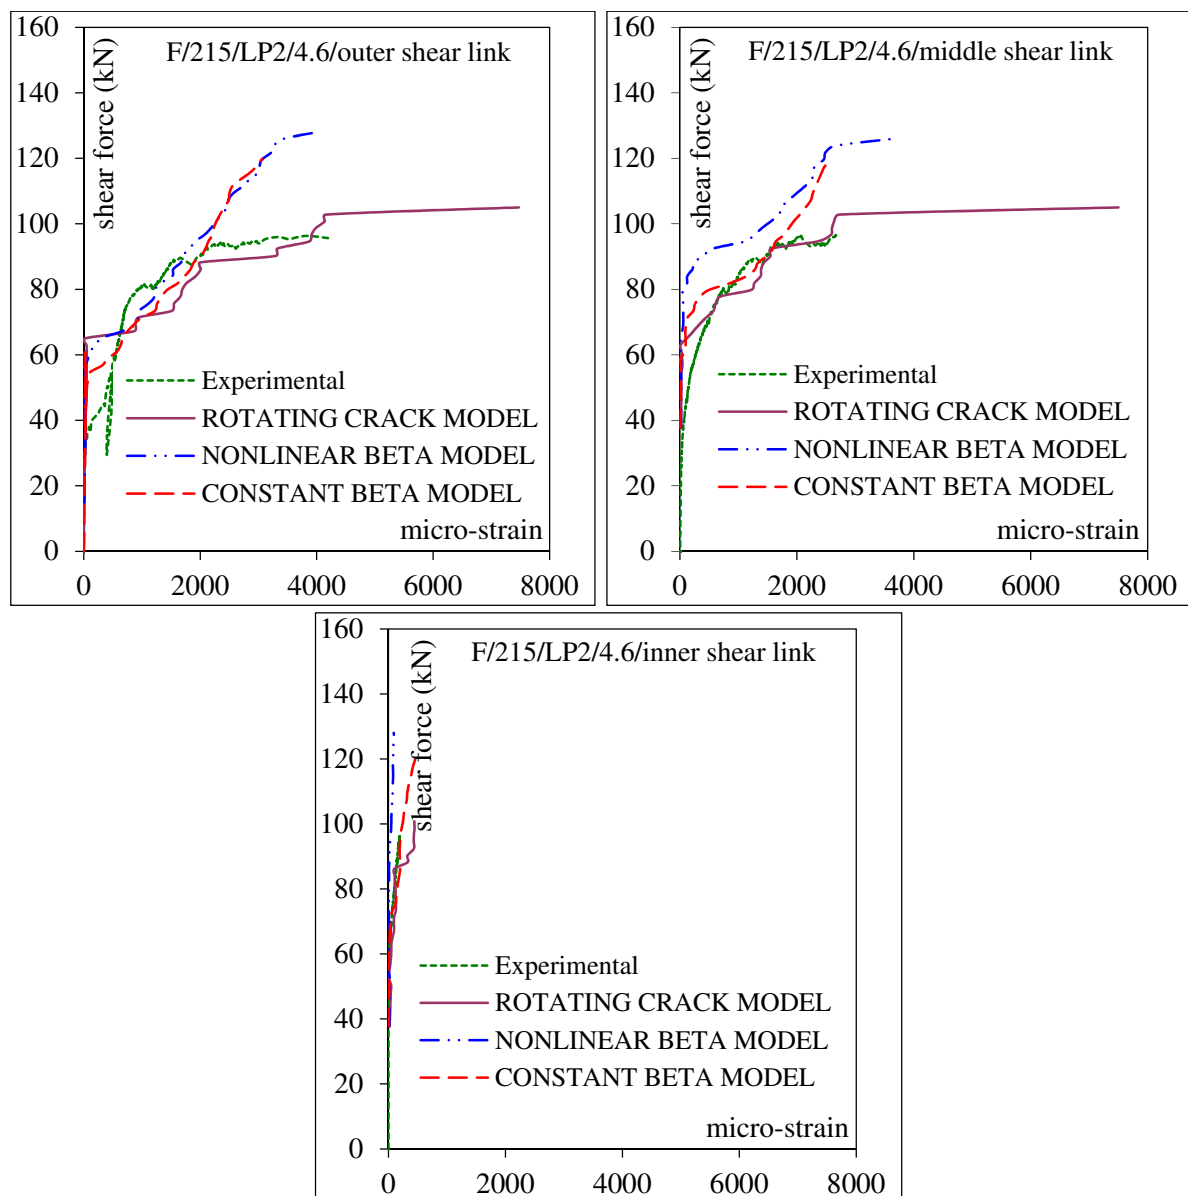 F/215/LP2/4.6/outer shear link
shear force (kN)
160
140
120
100
80
60
40
20
0
Experimental
ROTATING CRACK MODEL
NONLINEAR BETA MODEL
CONSTANT BETA MODEL
micro-strain
0 2000 4000 6000 8000
F/215/LP2/4.6/middle shear link
shear force (kN)
160
140
120
100
80
60
40
20
0
Experimental
ROTATING CRACK MODEL
NONLINEAR BETA MODEL
CONSTANT BETA MODEL
micro-strain
0 2000 4000 6000 8000
F/215/LP2/4.6/inner shear link
shear force (kN)
160
140
120
100
80
60
40
20
0
Experimental
ROTATING CRACK MODEL
NONLINEAR BETA MODEL
CONSTANT BETA MODEL
micro-strain
0 2000 4000 6000 8000